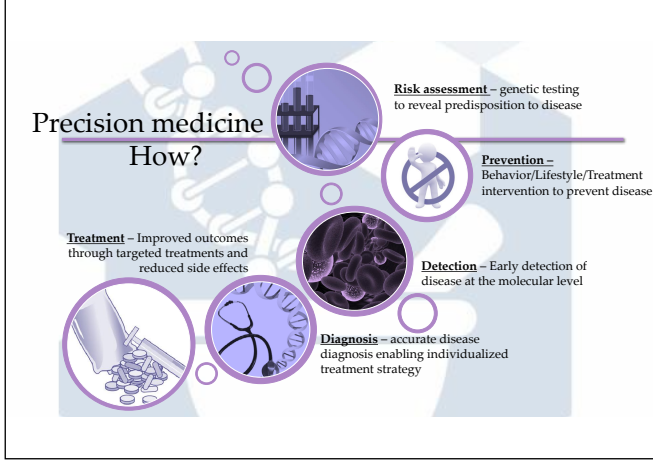 Precision medicine
How?
Risk assessment – genetic testing
to reveal predisposition to disease
Prevention –
Behavior/Lifestyle/Treatment
intervention to prevent disease
Detection – Early detection of
disease at the molecular level
Diagnosis – accurate disease
diagnosis enabling individualized
treatment strategy
Treatment – Improved outcomes
through targeted treatments and
reduced side effects